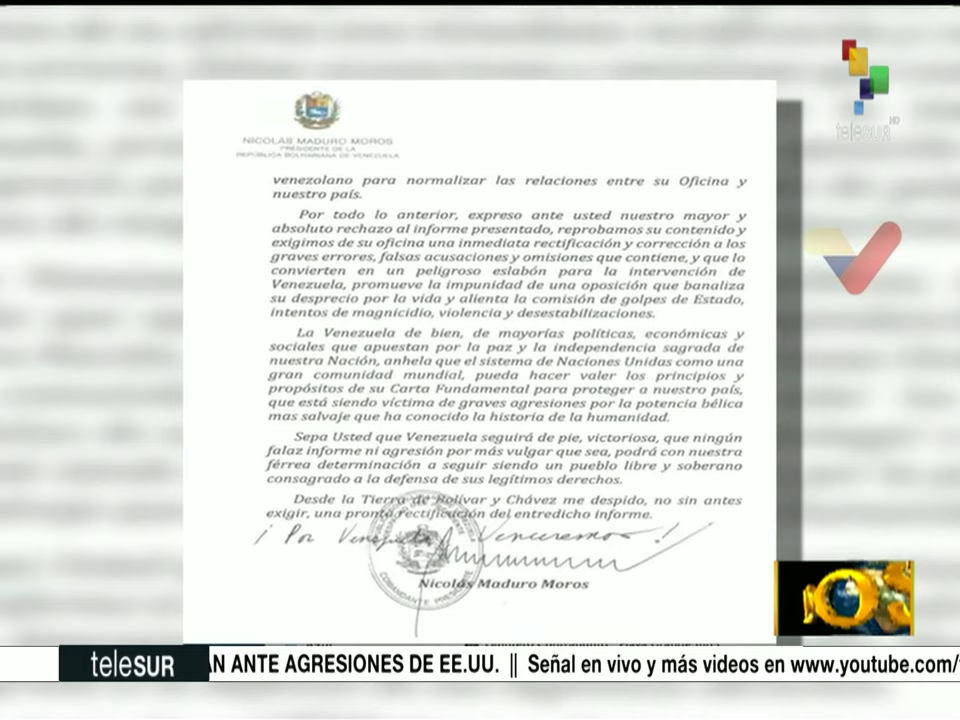 teleSUR HD
NICOLÁS MADURO MOROS
PRESIDENTE DE LA
REPÚBLICA BOLIVARIANA DE VENEZUELA
venezolano para normalizar las relaciones entre su Oficina y
nuestro país.
Por todo lo anterior, expreso ante usted nuestro mayor y
absoluto rechazo al informe presentado, reprobamos su contenido y
exigimos de su oficina una inmediata rectificación y corrección a los
graves errores, falsas acusaciones y omisiones que contiene, y que lo
convierten en un peligroso eslabón para la intervención de
Venezuela, promueve la impunidad de una oposición que banaliza
su desprecio por la vida y alienta la comisión de golpes de Estado,
intentos de magnicidio, violencia y desestabilizaciones.
La Venezuela de bien, de mayorías políticas, económicas y
sociales que apuestan por la paz y la independencia sagrada de
nuestra Nación, anhela que el sistema de Naciones Unidas como una
gran comunidad mundial, pueda hacer valer los principios y
propósitos de su Carta Fundamental para proteger a nuestro país,
que está siendo víctima de graves agresiones por la potencia bélica
mas salvaje que ha conocido la historia de la humanidad.
Sepa Usted que Venezuela seguirá de pie, victoriosa, que ningún
falaz informe ni agresión por más vulgar que sea, podrá con nuestra
férrea determinación a seguir siendo un pueblo libre y soberano
consagrado a la defensa de sus legítimos derechos.
Desde la Tierra de Bolívar y Chávez me despido, no sin antes
exigir, una pronta rectificación del entredicho informe.
¡Por Venezuela Venceremos!
Nicolás Maduro Moros
COMANDANTE PRESIDENTE
teleSUR
AN ANTE AGRESIONES DE EE.UU. || Señal en vivo y más videos en www.youtube.com/